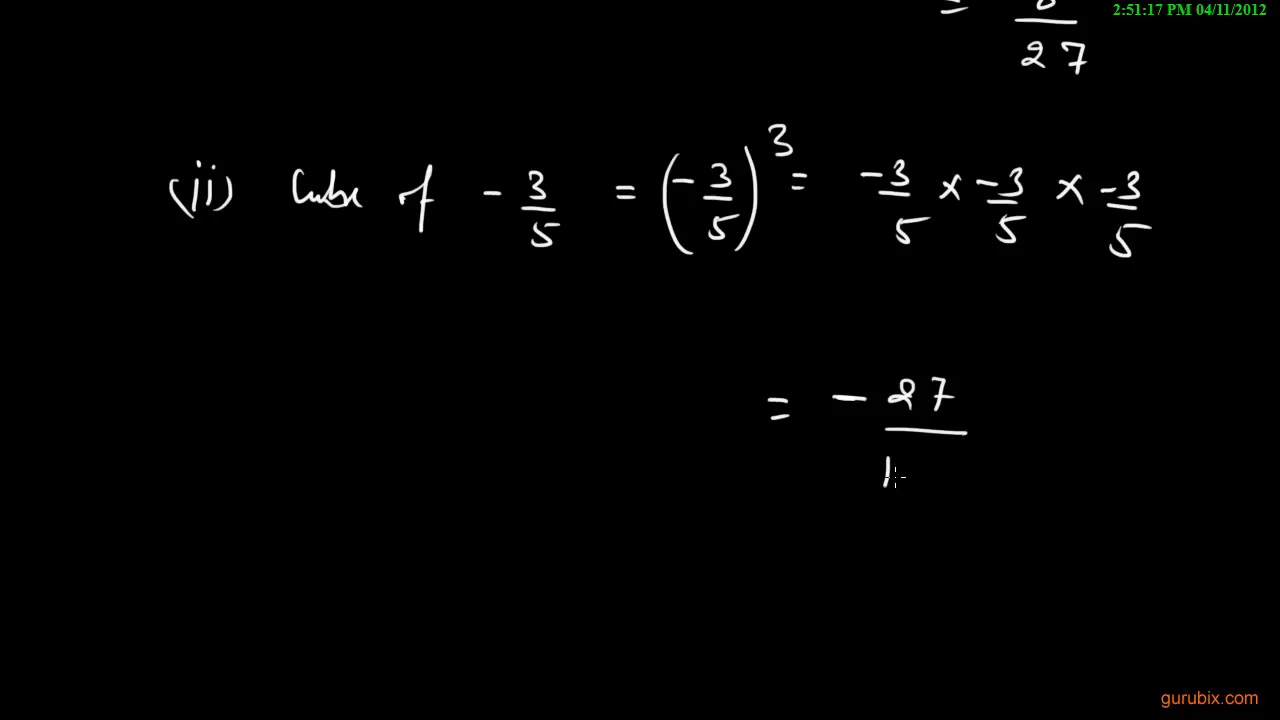 2:51:17 PM 04/11/2012
= /27
(ii) Cube of - 3/5 = (-3/5)^3 = -3/5 × -3/5 × -3/5
= - 27/1
gurubix.com